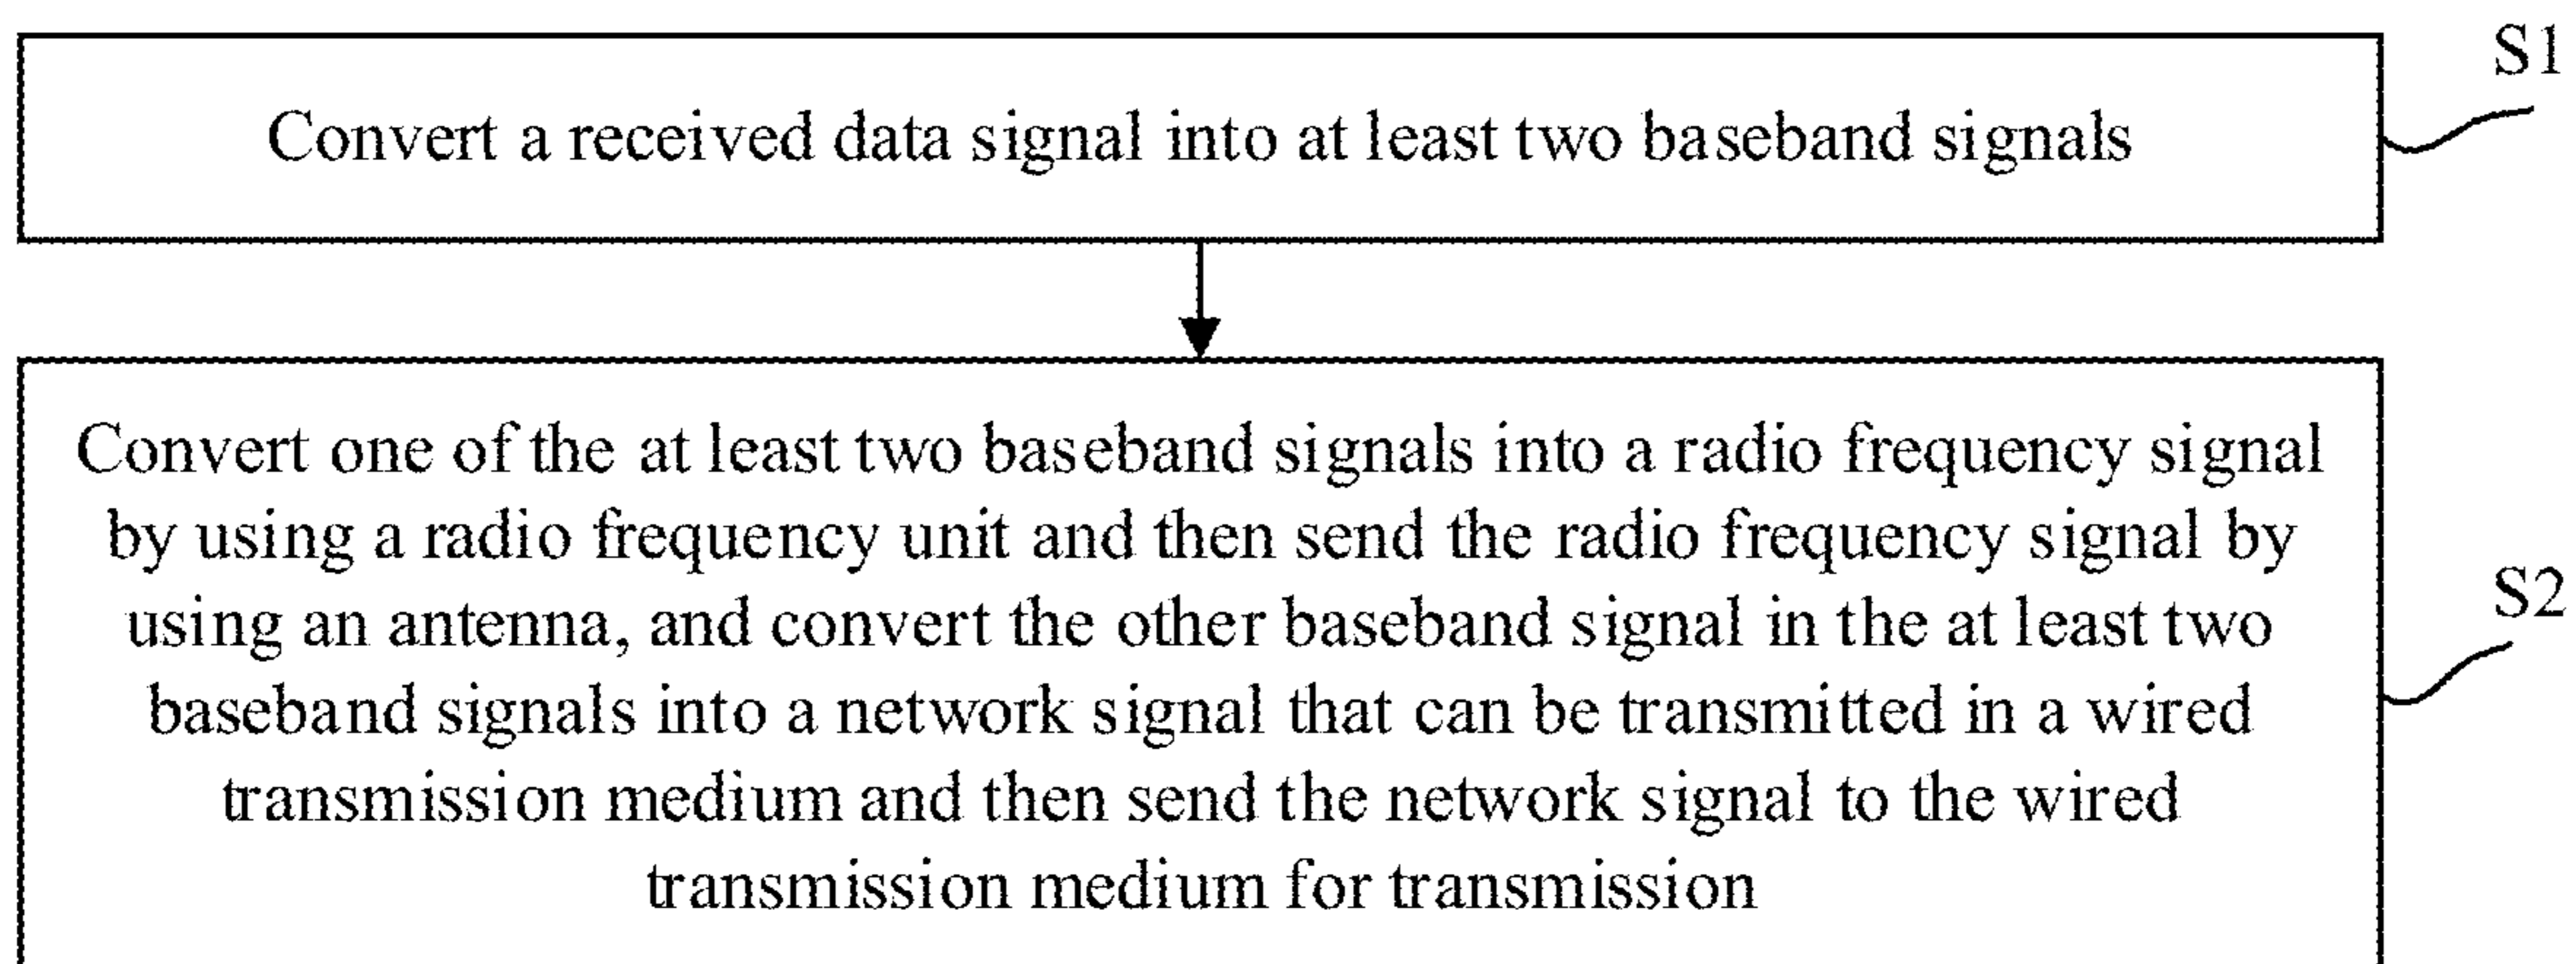 S1
Convert a received data signal into at least two baseband signals
Convert one of the at least two baseband signals into a radio frequency signal
by using a radio frequency unit and then send the radio frequency signal by
using an antenna, and convert the other baseband signal in the at least two
baseband signals into a network signal that can be transmitted in a wired
transmission medium and then send the network signal to the wired
transmission medium for transmission
S2